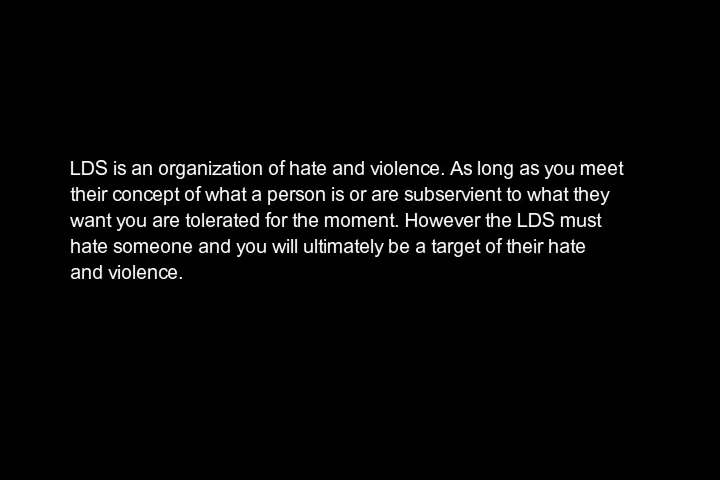 LDS is an organization of hate and violence. As long as you meet
their concept of what a person is or are subservient to what they
want you are tolerated for the moment. However the LDS must
hate someone and you will ultimately be a target of their hate
and violence.